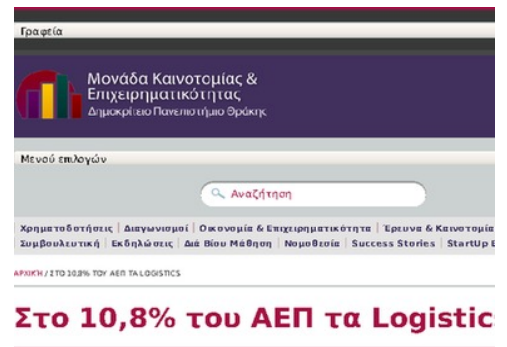 Γραφεία
Μονάδα Καινοτομίας &
Επιχειρηματικότητας
Δημοκρίτειο Πανεπιστήμιο Θράκης
Μενού επιλογών
Αναζήτηση
Χρηματοδοτήσεις | Διαγωνισμοί | Οικονομία & Επιχειρηματικότητα | Έρευνα & Καινοτομία
Συμβουλευτική | Εκδηλώσεις | Διά Βίου Μάθηση | Νομοθεσία | Success Stories | StartUp
ΑΡΧΙΚΉ / ΣΤΟ 10,8% ΤΟΥ ΑΕΠ ΤΑ LOGISTICS
Στο 10,8% του ΑΕΠ τα Logistic